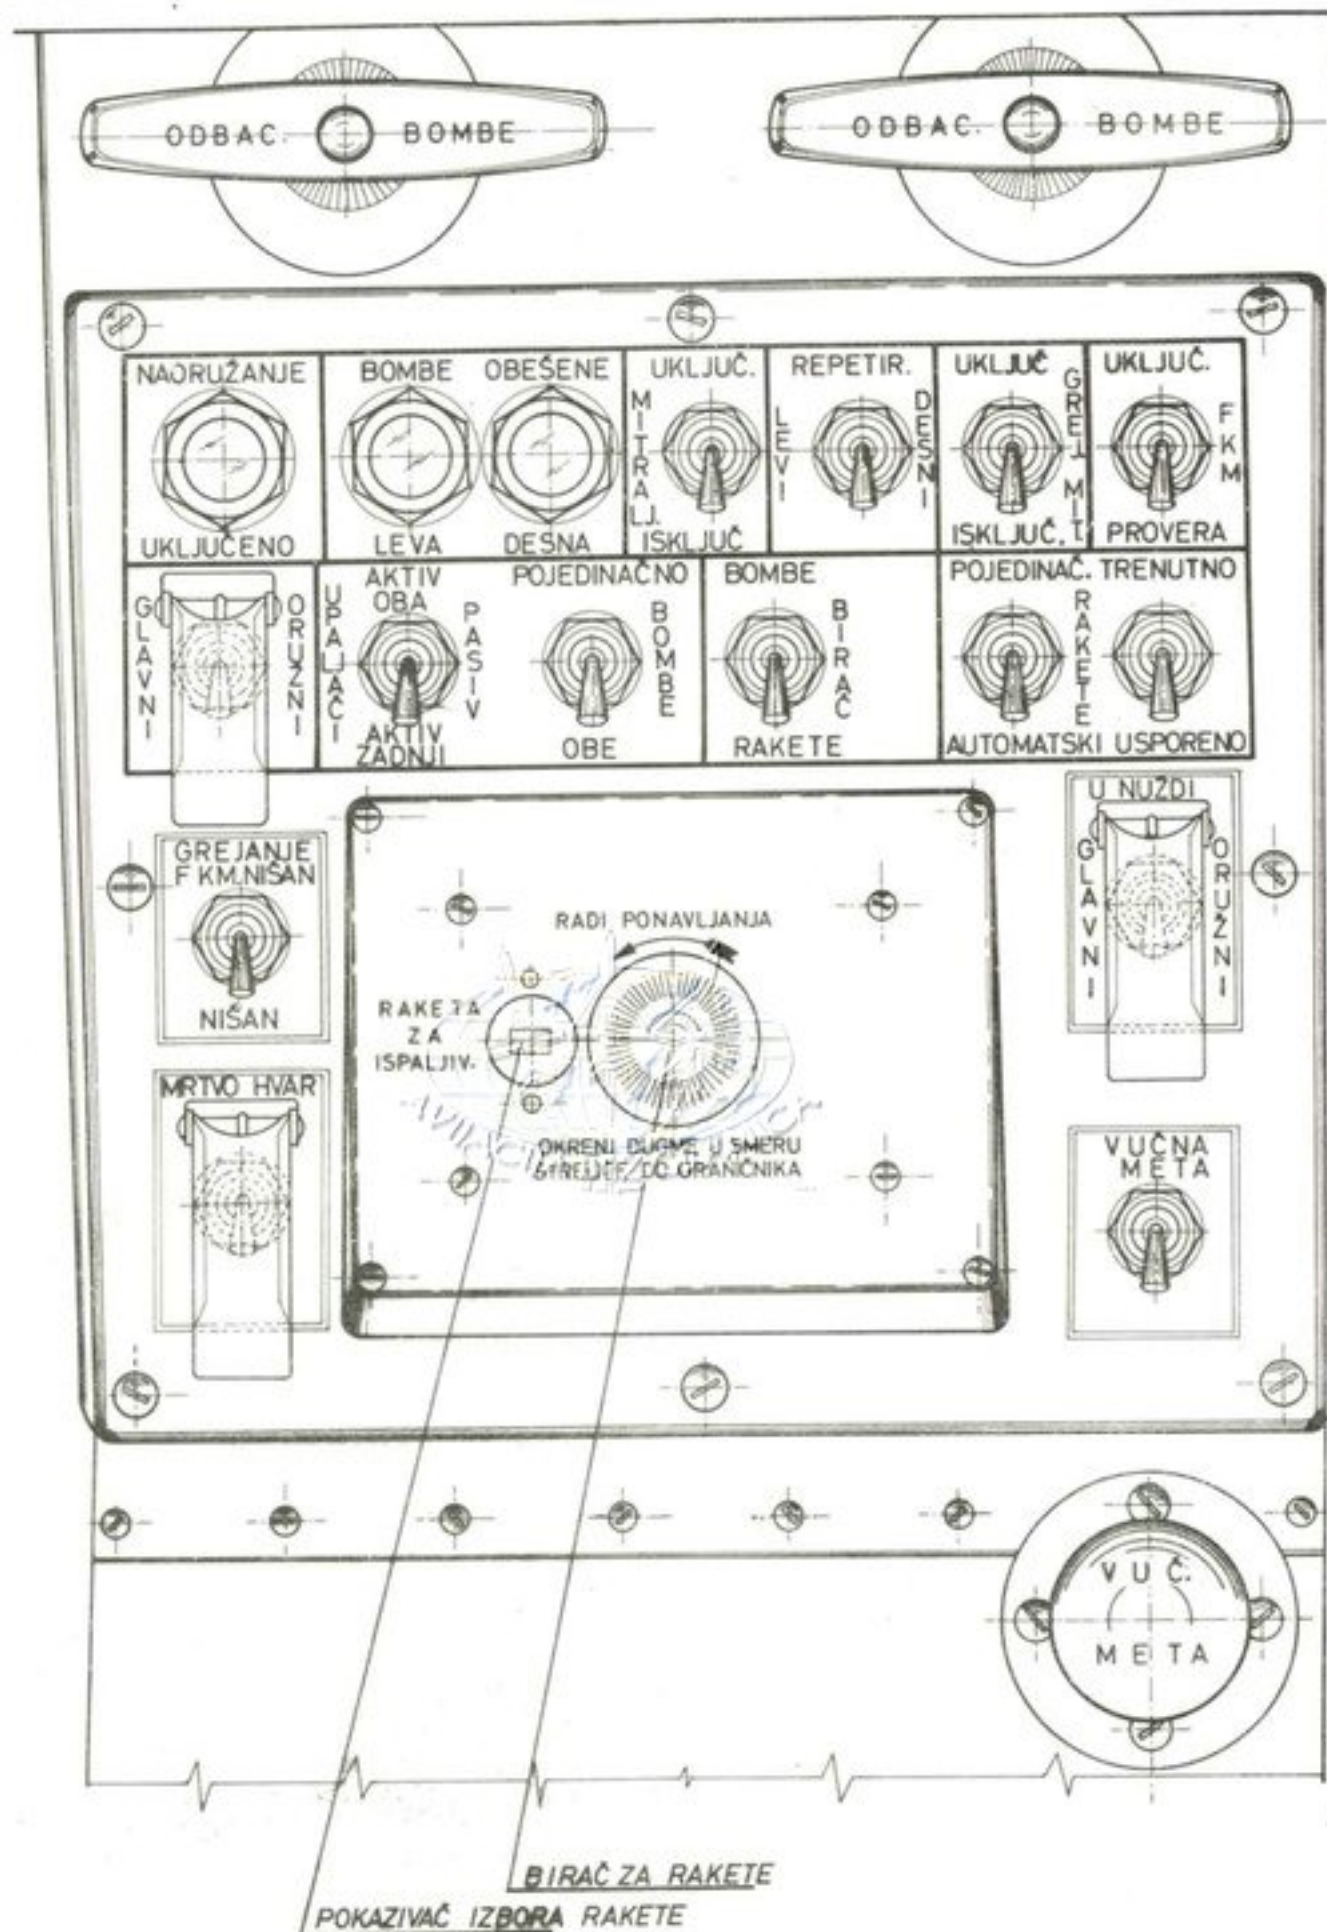 ODBAC. BOMBE
ODBAC. BOMBE
NAORUŽANJE
UKLJUČENO
BOMBE OBEŠENE
LEVA DESNA
UKLJUČ.
MITRALJ.
ISKLJUČ
REPETIR.
LEVI
DESNI
UKLJUČ
GREJ. MIT.
ISKLJUČ.
UKLJUČ.
FKM
PROVERA
GLAVNI
ORUŽNI
UPALJAČI
AKTIV
OBA
PASIV
AKTIV
ZADNJI
POJEDINAČNO
BOMBE
OBE
BOMBE
BIRAČ
RAKETE
POJEDINAČ. TRENUTNO
RAKETE
AUTOMATSKI USPORENO
GREJANJE
F KM.NIŠAN
NIŠAN
U NUŽDI
GLAVNI
ORUŽNI
RADI PONAVLJANJA
RAKETA
ZA
ISPALJIV.
OKRENI DUGME U SMERU
STRELICE DO GRANIČNIKA
MRTVO HVAR
VUČNA
META
VUČ.
META
BIRAČ ZA RAKETE
POKAZIVAČ IZBORA RAKETE